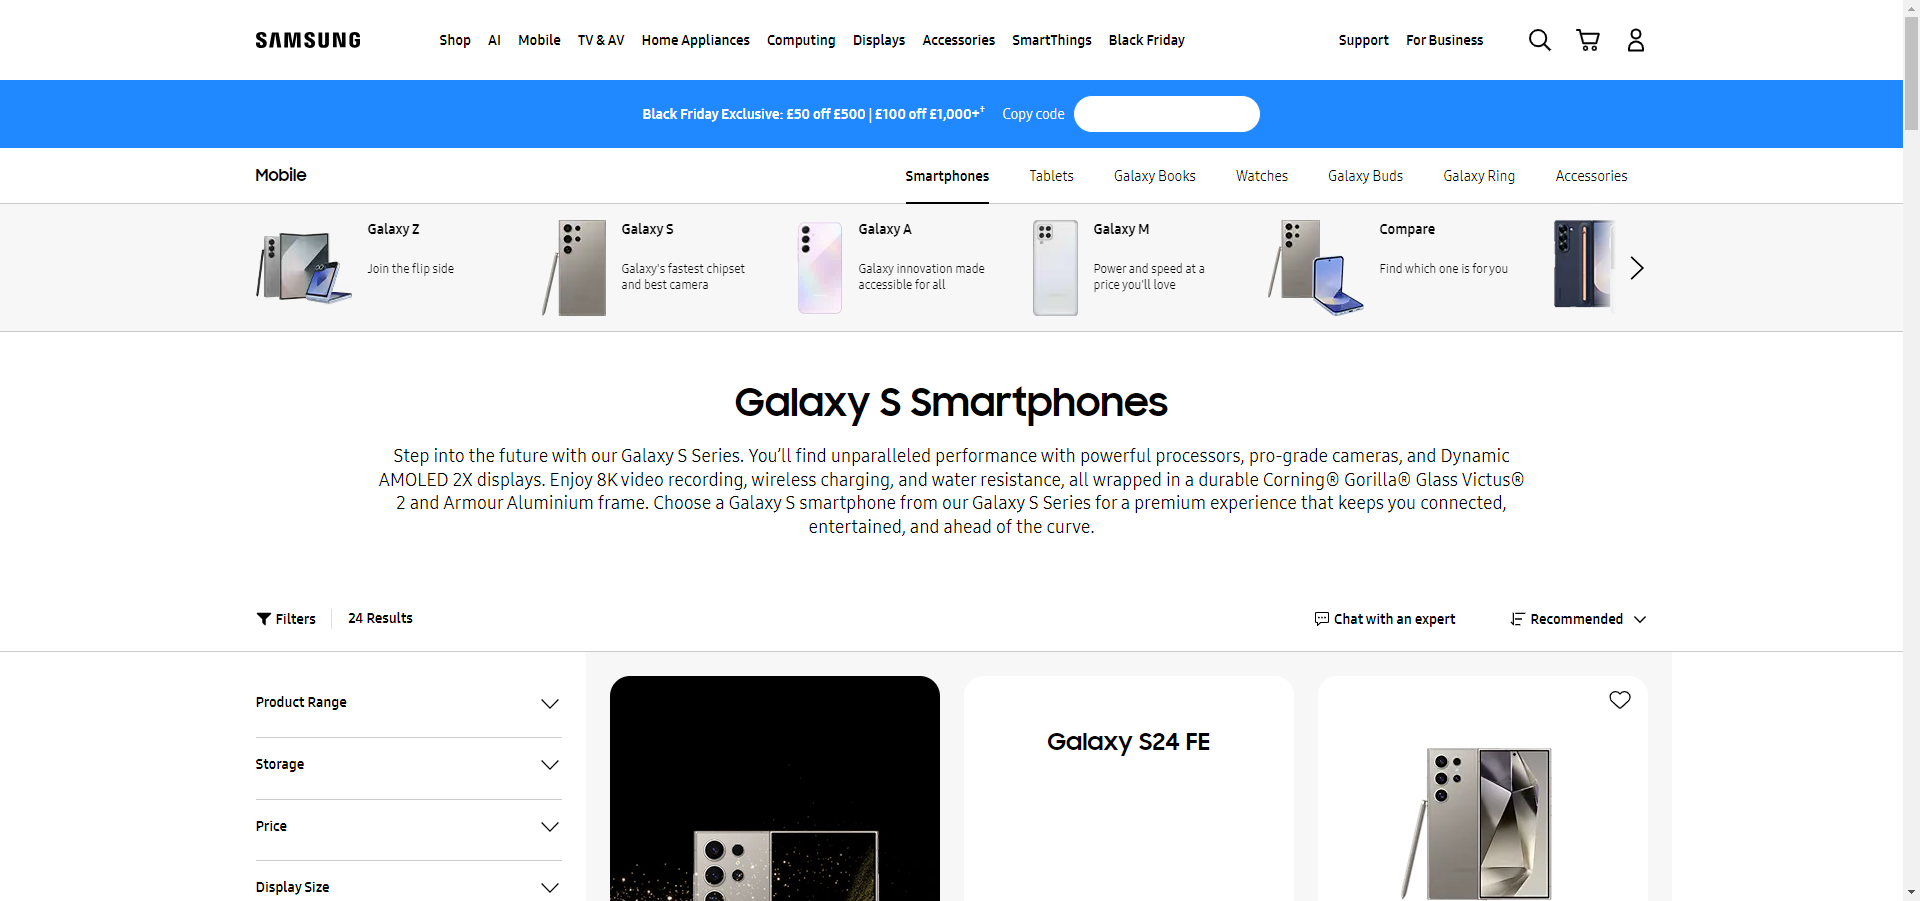 SAMSUNG
Shop AI Mobile TV & AV Home Appliances Computing Displays Accessories SmartThings Black Friday Support For Business
Black Friday Exclusive: £50 off £500 | £100 off £1,000+† Copy code
Mobile
Smartphones Tablets Galaxy Books Watches Galaxy Buds Galaxy Ring Accessories
Galaxy Z
Join the flip side
Galaxy S
Galaxy's fastest chipset
and best camera
Galaxy A
Galaxy innovation made
accessible for all
Galaxy M
Power and speed at a
price you'll love
Compare
Find which one is for you
Galaxy S Smartphones
Step into the future with our Galaxy S Series. You’ll find unparalleled performance with powerful processors, pro-grade cameras, and Dynamic
AMOLED 2X displays. Enjoy 8K video recording, wireless charging, and water resistance, all wrapped in a durable Corning® Gorilla® Glass Victus®
2 and Armour Aluminium frame. Choose a Galaxy S smartphone from our Galaxy S Series for a premium experience that keeps you connected,
entertained, and ahead of the curve.
Filters 24 Results Chat with an expert Recommended
Product Range
Storage
Price
Display Size
Galaxy S24 FE